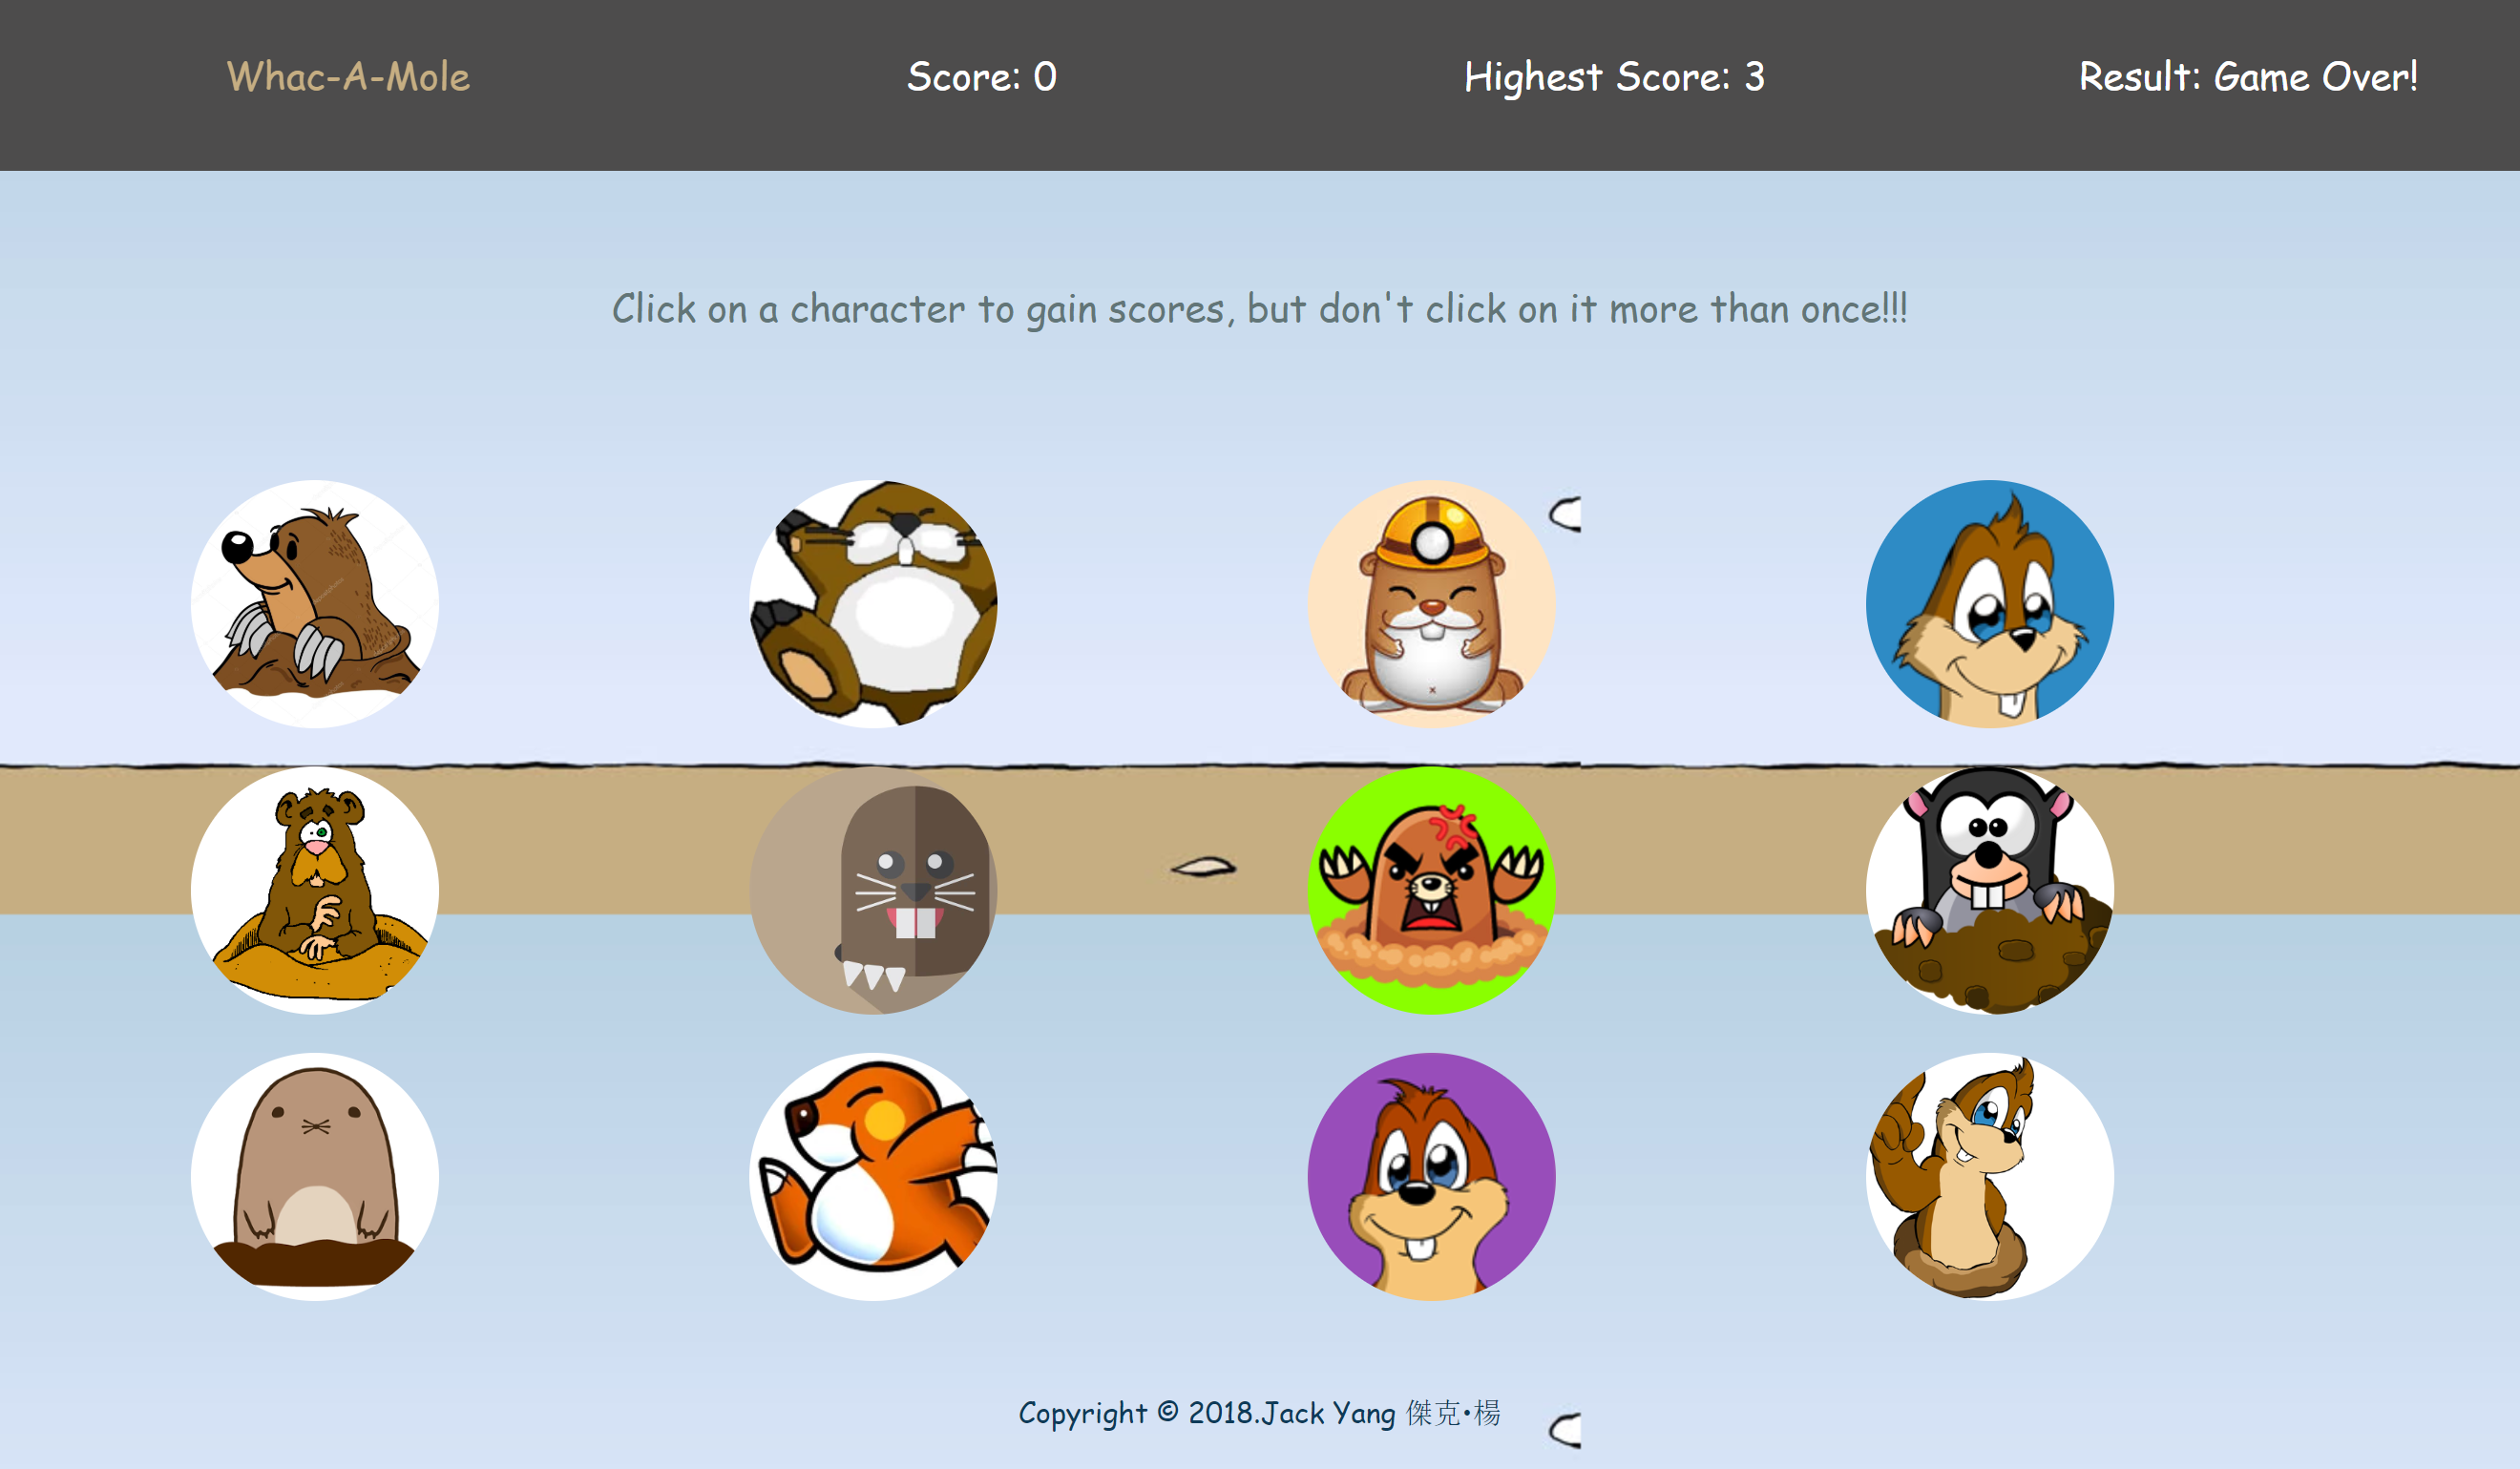 Whac-A-Mole Score: 0 Highest Score: 3 Result: Game Over!
Click on a character to gain scores, but don't click on it more than once!!!
Copyright © 2018.Jack Yang 傑克•楊